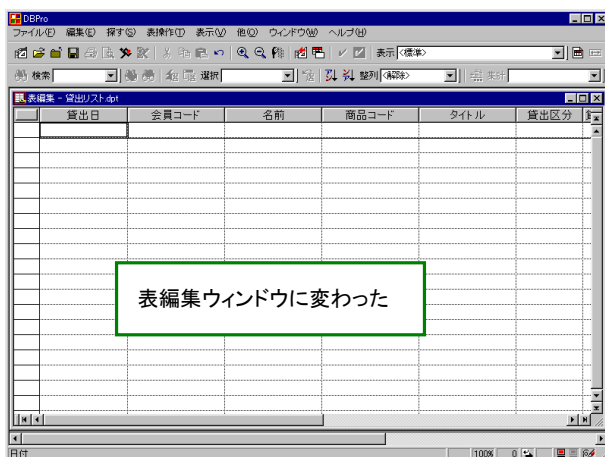 DBPro
ファイル(F) 編集(E) 探す(S) 表操作(T) 表示(V) 他(O) ウィンドウ(W) ヘルプ(H)
表示 <標準>
検索 選択 整列 <解除> 集計
表編集 - 貸出リスト.dpt
貸出日 会員コード 名前 商品コード タイトル 貸出区分
表編集ウィンドウに変わった
日付 100% 0